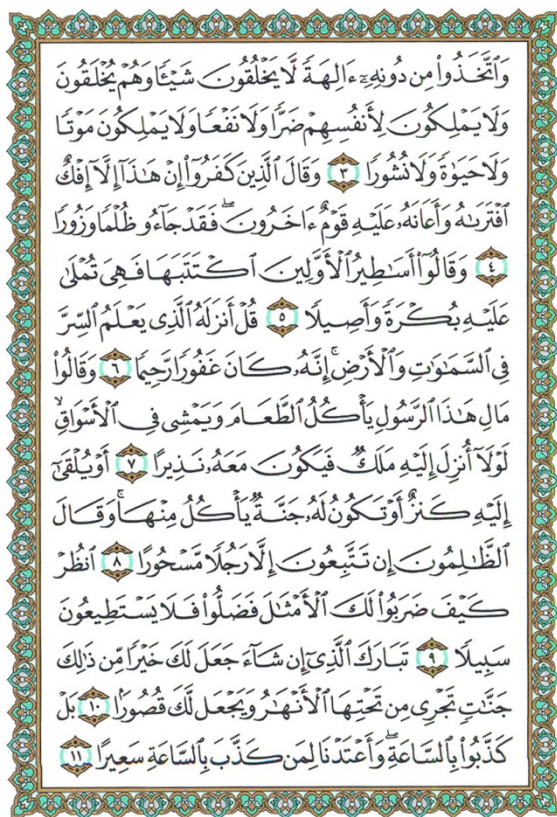 وَٱتَّخَذُوا۟ مِن دُونِهِۦٓ ءَالِهَةً لَّا يَخْلُقُونَ شَيْـًٔا وَهُمْ يُخْلَقُونَ
وَلَا يَمْلِكُونَ لِأَنفُسِهِمْ ضَرًّا وَلَا نَفْعًا وَلَا يَمْلِكُونَ مَوْتًا
وَلَا حَيَوٰةً وَلَا نُشُورًا ٣ وَقَالَ ٱلَّذِينَ كَفَرُوٓا۟ إِنْ هَـٰذَآ إِلَّآ إِفْكٌ
ٱفْتَرَىٰهُ وَأَعَانَهُۥ عَلَيْهِ قَوْمٌ ءَاخَرُونَ ۖ فَقَدْ جَآءُو ظُلْمًا وَزُورًا
٤ وَقَالُوٓا۟ أَسَـٰطِيرُ ٱلْأَوَّلِينَ ٱكْتَتَبَهَا فَهِىَ تُمْلَىٰ
عَلَيْهِ بُكْرَةً وَأَصِيلًا ٥ قُلْ أَنزَلَهُ ٱلَّذِى يَعْلَمُ ٱلسِّرَّ
فِى ٱلسَّمَـٰوَٰتِ وَٱلْأَرْضِ ۚ إِنَّهُۥ كَانَ غَفُورًا رَّحِيمًا ٦ وَقَالُوا۟
مَالِ هَـٰذَا ٱلرَّسُولِ يَأْكُلُ ٱلطَّعَامَ وَيَمْشِى فِى ٱلْأَسْوَاقِ ۙ
لَوْلَآ أُنزِلَ إِلَيْهِ مَلَكٌ فَيَكُونَ مَعَهُۥ نَذِيرًا ٧ أَوْ يُلْقَىٰٓ
إِلَيْهِ كَنزٌ أَوْ تَكُونُ لَهُۥ جَنَّةٌ يَأْكُلُ مِنْهَا ۚ وَقَالَ
ٱلظَّـٰلِمُونَ إِن تَتَّبِعُونَ إِلَّا رَجُلًا مَّسْحُورًا ٨ ٱنظُرْ
كَيْفَ ضَرَبُوا۟ لَكَ ٱلْأَمْثَـٰلَ فَضَلُّوا۟ فَلَا يَسْتَطِيعُونَ
سَبِيلًا ٩ تَبَارَكَ ٱلَّذِىٓ إِن شَآءَ جَعَلَ لَكَ خَيْرًا مِّن ذَٰلِكَ
جَنَّـٰتٍ تَجْرِى مِن تَحْتِهَا ٱلْأَنْهَـٰرُ وَيَجْعَل لَّكَ قُصُورًۢا ١٠ بَلْ
كَذَّبُوا۟ بِٱلسَّاعَةِ ۖ وَأَعْتَدْنَا لِمَن كَذَّبَ بِٱلسَّاعَةِ سَعِيرًا ١١